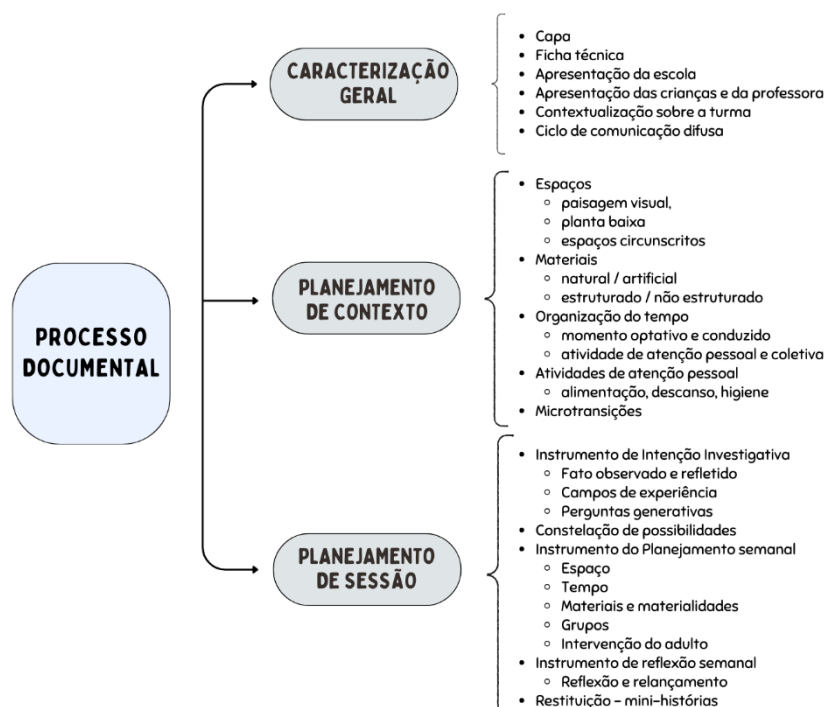 PROCESSO
DOCUMENTAL
CARACTERIZAÇÃO
GERAL
Capa
Ficha técnica
Apresentação da escola
Apresentação das crianças e da professora
Contextualização sobre a turma
Ciclo de comunicação difusa
PLANEJAMENTO
DE CONTEXTO
Espaços
paisagem visual,
planta baixa
espaços circunscritos
Materiais
natural / artificial
estruturado / não estruturado
Organização do tempo
momento optativo e conduzido
atividade de atenção pessoal e coletiva
Atividades de atenção pessoal
alimentação, descanso, higiene
Microtransições
PLANEJAMENTO
DE SESSÃO
Instrumento de Intenção Investigativa
Fato observado e refletido
Campos de experiência
Perguntas generativas
Constelação de possibilidades
Instrumento do Planejamento semanal
Espaço
Tempo
Materiais e materialidades
Grupos
Intervenção do adulto
Instrumento de reflexão semanal
Reflexão e relançamento
Restituição - mini-histórias